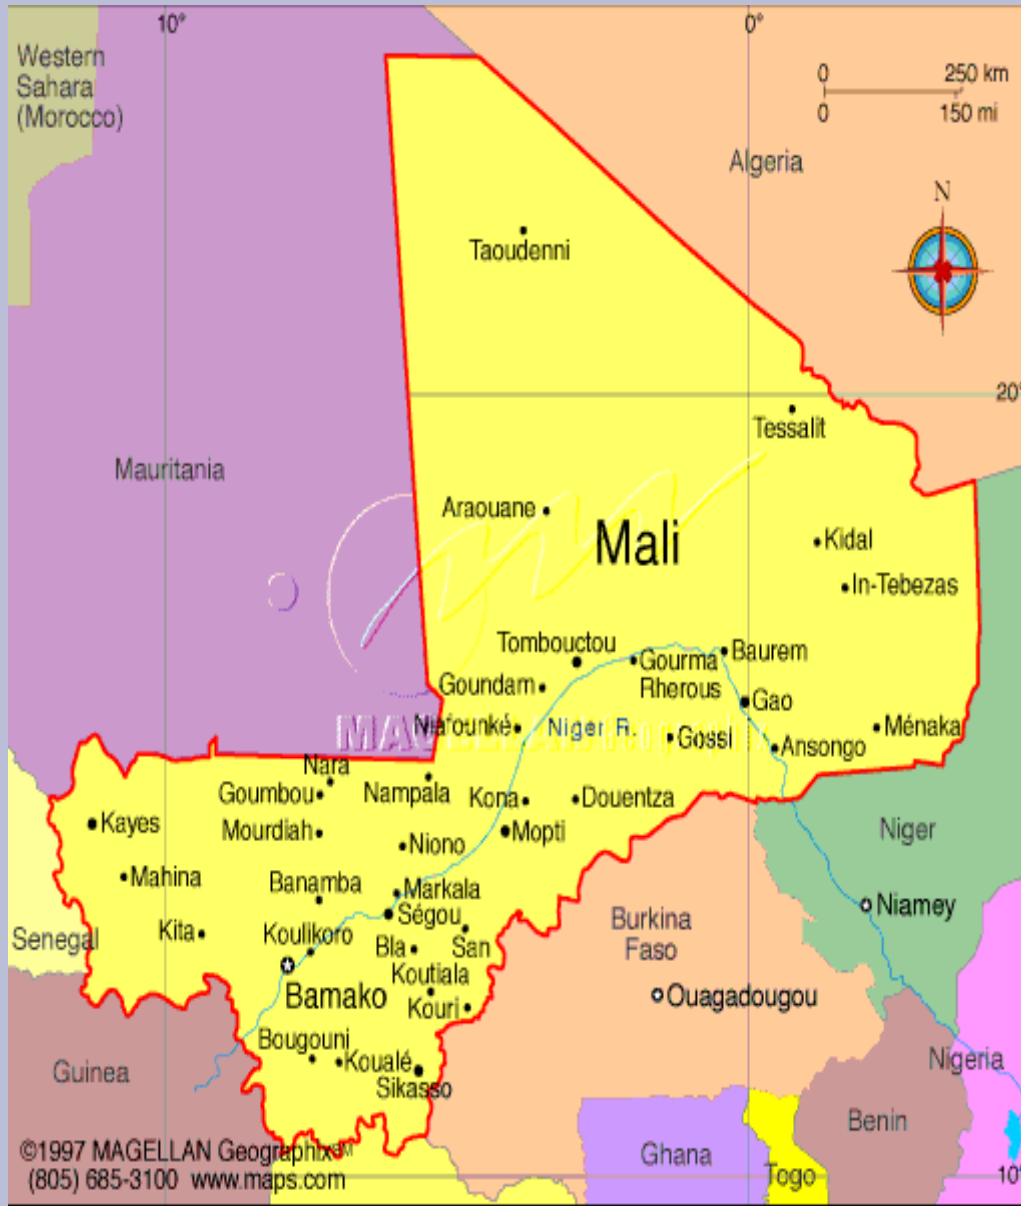 10°
0°
Western
Sahara
(Morocco)
0 250 km
0 150 mi
Algeria
N
Taoudenni
20°
Tessalit
Mauritania
Araouane
Mali
Kidal
In-Tebezas
Tombouctou
Baurem
Gourma
Rherous
Goundam
Gao
Niafounké
Niger R.
Gossi
Ménaka
Ansongo
Nara
Goumbou
Nampala
Kona
Douentza
Kayes
Mourdiah
Mopti
Niger
Niono
Mahina
Banamba
Markala
Ségou
Niamey
Burkina
Faso
Senegal
Kita
Koulikoro
Bla
San
Koutiala
Bamako
Kouri
Ouagadougou
Bougouni
Koualé
Sikasso
Guinea
Nigeria
Benin
Ghana
Togo
10°
©1997 MAGELLAN Geographix℠
(805) 685-3100 www.maps.com